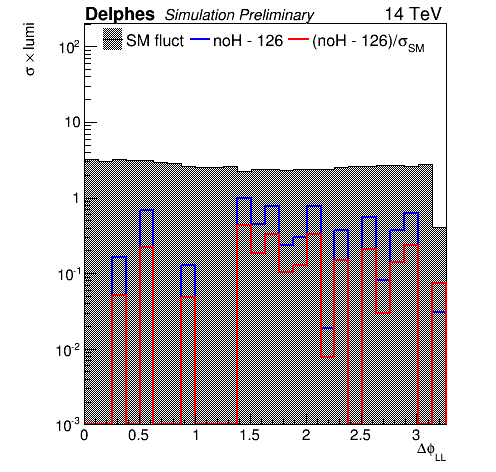 Delphes Simulation Preliminary 14 TeV
σ × lumi
SM fluct noH - 126 (noH - 126)/σ_SM
10²
10
1
10⁻¹
10⁻²
10⁻³
0 0.5 1 1.5 2 2.5 3
Δϕ_LL